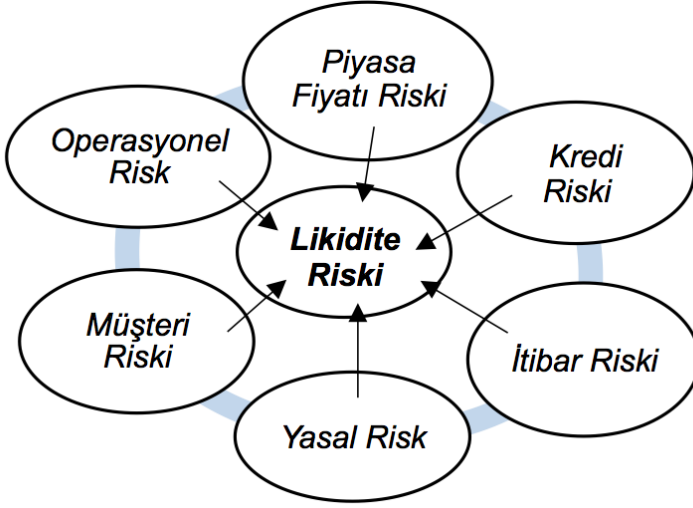 Piyasa
Fiyatı Riski
Operasyonel
Risk
Kredi
Riski
Likidite
Riski
Müşteri
Riski
İtibar Riski
Yasal Risk